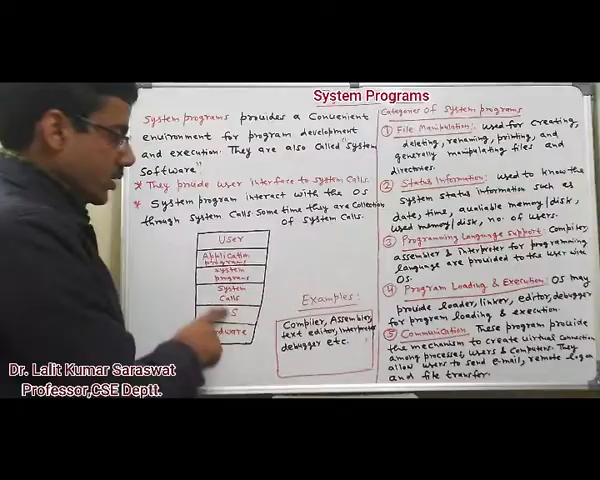 System Programs
System programs provides a Convenient
environment for program development
and execution. They are also called "system
Software"
* They provide user interface to system calls.
* System program interact with the OS
through system calls. Some time they are Collection
of system calls.
User
Application
programs
system
programs
System
Calls
S
dware
Examples:
Compiler, Assembler,
text editor, interpreter
debugger etc.
Categories of system programs
① File Manipulation: used for creating,
deleting, renaming, printing, and
generally manipulating files and
directories.
② Status Information: used to know the
system status information such as
date, time, available memory/disk,
used memory/disk, no. of users.
③ Programming Language Support: Compiler,
assembler & interpreter for programming
language are provided to the user with
OS.
④ Program Loading & Execution: OS may
provide loader, linker, editor, debugger
for program loading & execution.
⑤ Communication: These program provide
the mechanism to create virtual connection
among processes, users & Computers. They
allow users to send e-mail, remote logon
and file transfer.
Dr. Lalit Kumar Saraswat
Professor,CSE Deptt.